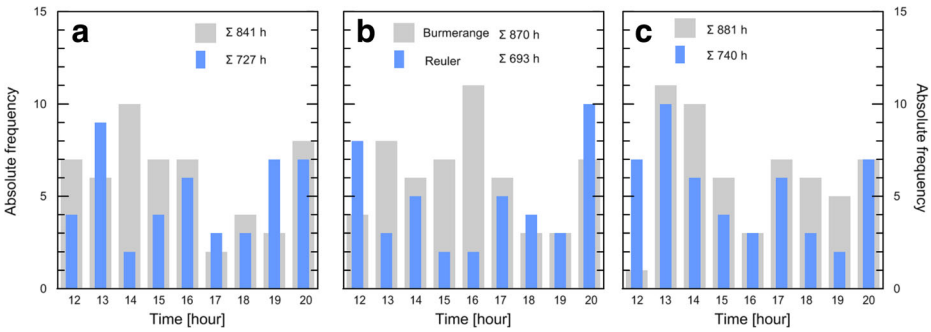 15
10
5
0
Absolute frequency
a
Σ 841 h
Σ 727 h
12 13 14 15 16 17 18 19 20
Time [hour]
b
Burmerange Σ 870 h
Reuler Σ 693 h
12 13 14 15 16 17 18 19 20
Time [hour]
c
Σ 881 h
Σ 740 h
12 13 14 15 16 17 18 19 20
Time [hour]
15
10
5
0
Absolute frequency